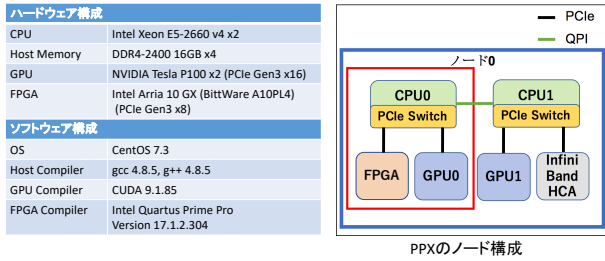 ハードウェア構成
CPU Intel Xeon E5-2660 v4 x2
Host Memory DDR4-2400 16GB x4
GPU NVIDIA Tesla P100 x2 (PCIe Gen3 x16)
FPGA Intel Arria 10 GX (BittWare A10PL4)
(PCIe Gen3 x8)
ソフトウェア構成
OS CentOS 7.3
Host Compiler gcc 4.8.5, g++ 4.8.5
GPU Compiler CUDA 9.1.85
FPGA Compiler Intel Quartus Prime Pro
Version 17.1.2.304
PCIe
QPI
ノード0
CPU0
PCIe Switch
CPU1
PCIe Switch
FPGA
GPU0
GPU1
Infini
Band
HCA
PPXのノード構成